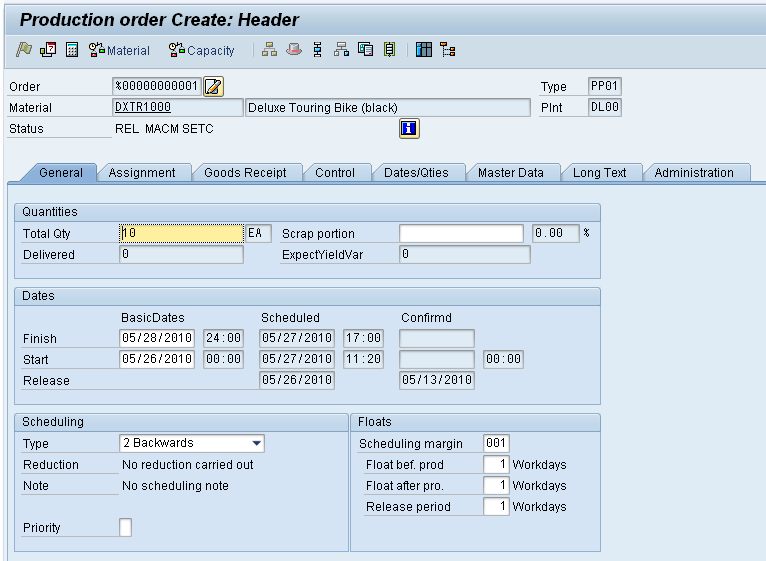 Production order Create: Header
Material Capacity
Order %00000000001 Type PP01
Material DXTR1000 Deluxe Touring Bike (black) Plnt DL00
Status REL MACM SETC
General Assignment Goods Receipt Control Dates/Qties Master Data Long Text Administration
Quantities
Total Qty 10 EA Scrap portion 0.00 %
Delivered 0 ExpectYieldVar 0
Dates
BasicDates Scheduled Confirmd
Finish 05/28/2010 24:00 05/27/2010 17:00
Start 05/26/2010 00:00 05/27/2010 11:20 00:00
Release 05/26/2010 05/13/2010
Scheduling Floats
Type 2 Backwards Scheduling margin 001
Reduction No reduction carried out Float bef. prod 1 Workdays
Note No scheduling note Float after pro. 1 Workdays
Release period 1 Workdays
Priority